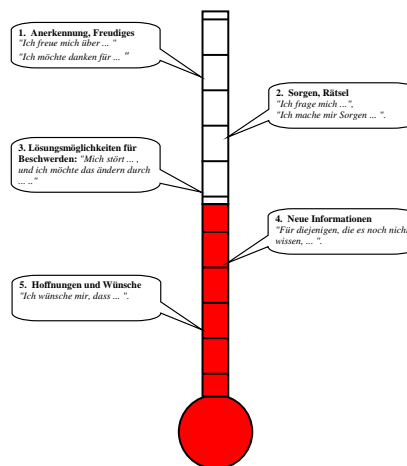 1. Anerkennung, Freudiges
"Ich freue mich über ... "
"Ich möchte danken für ... "
2. Sorgen, Rätsel
"Ich frage mich ...",
"Ich mache mir Sorgen ... ".
3. Lösungsmöglichkeiten für
Beschwerden: "Mich stört ... ,
und ich möchte das ändern durch
... .."
4. Neue Informationen
"Für diejenigen, die es noch nicht
wissen, ... ".
5. Hoffnungen und Wünsche
"Ich wünsche mir, dass ... ".